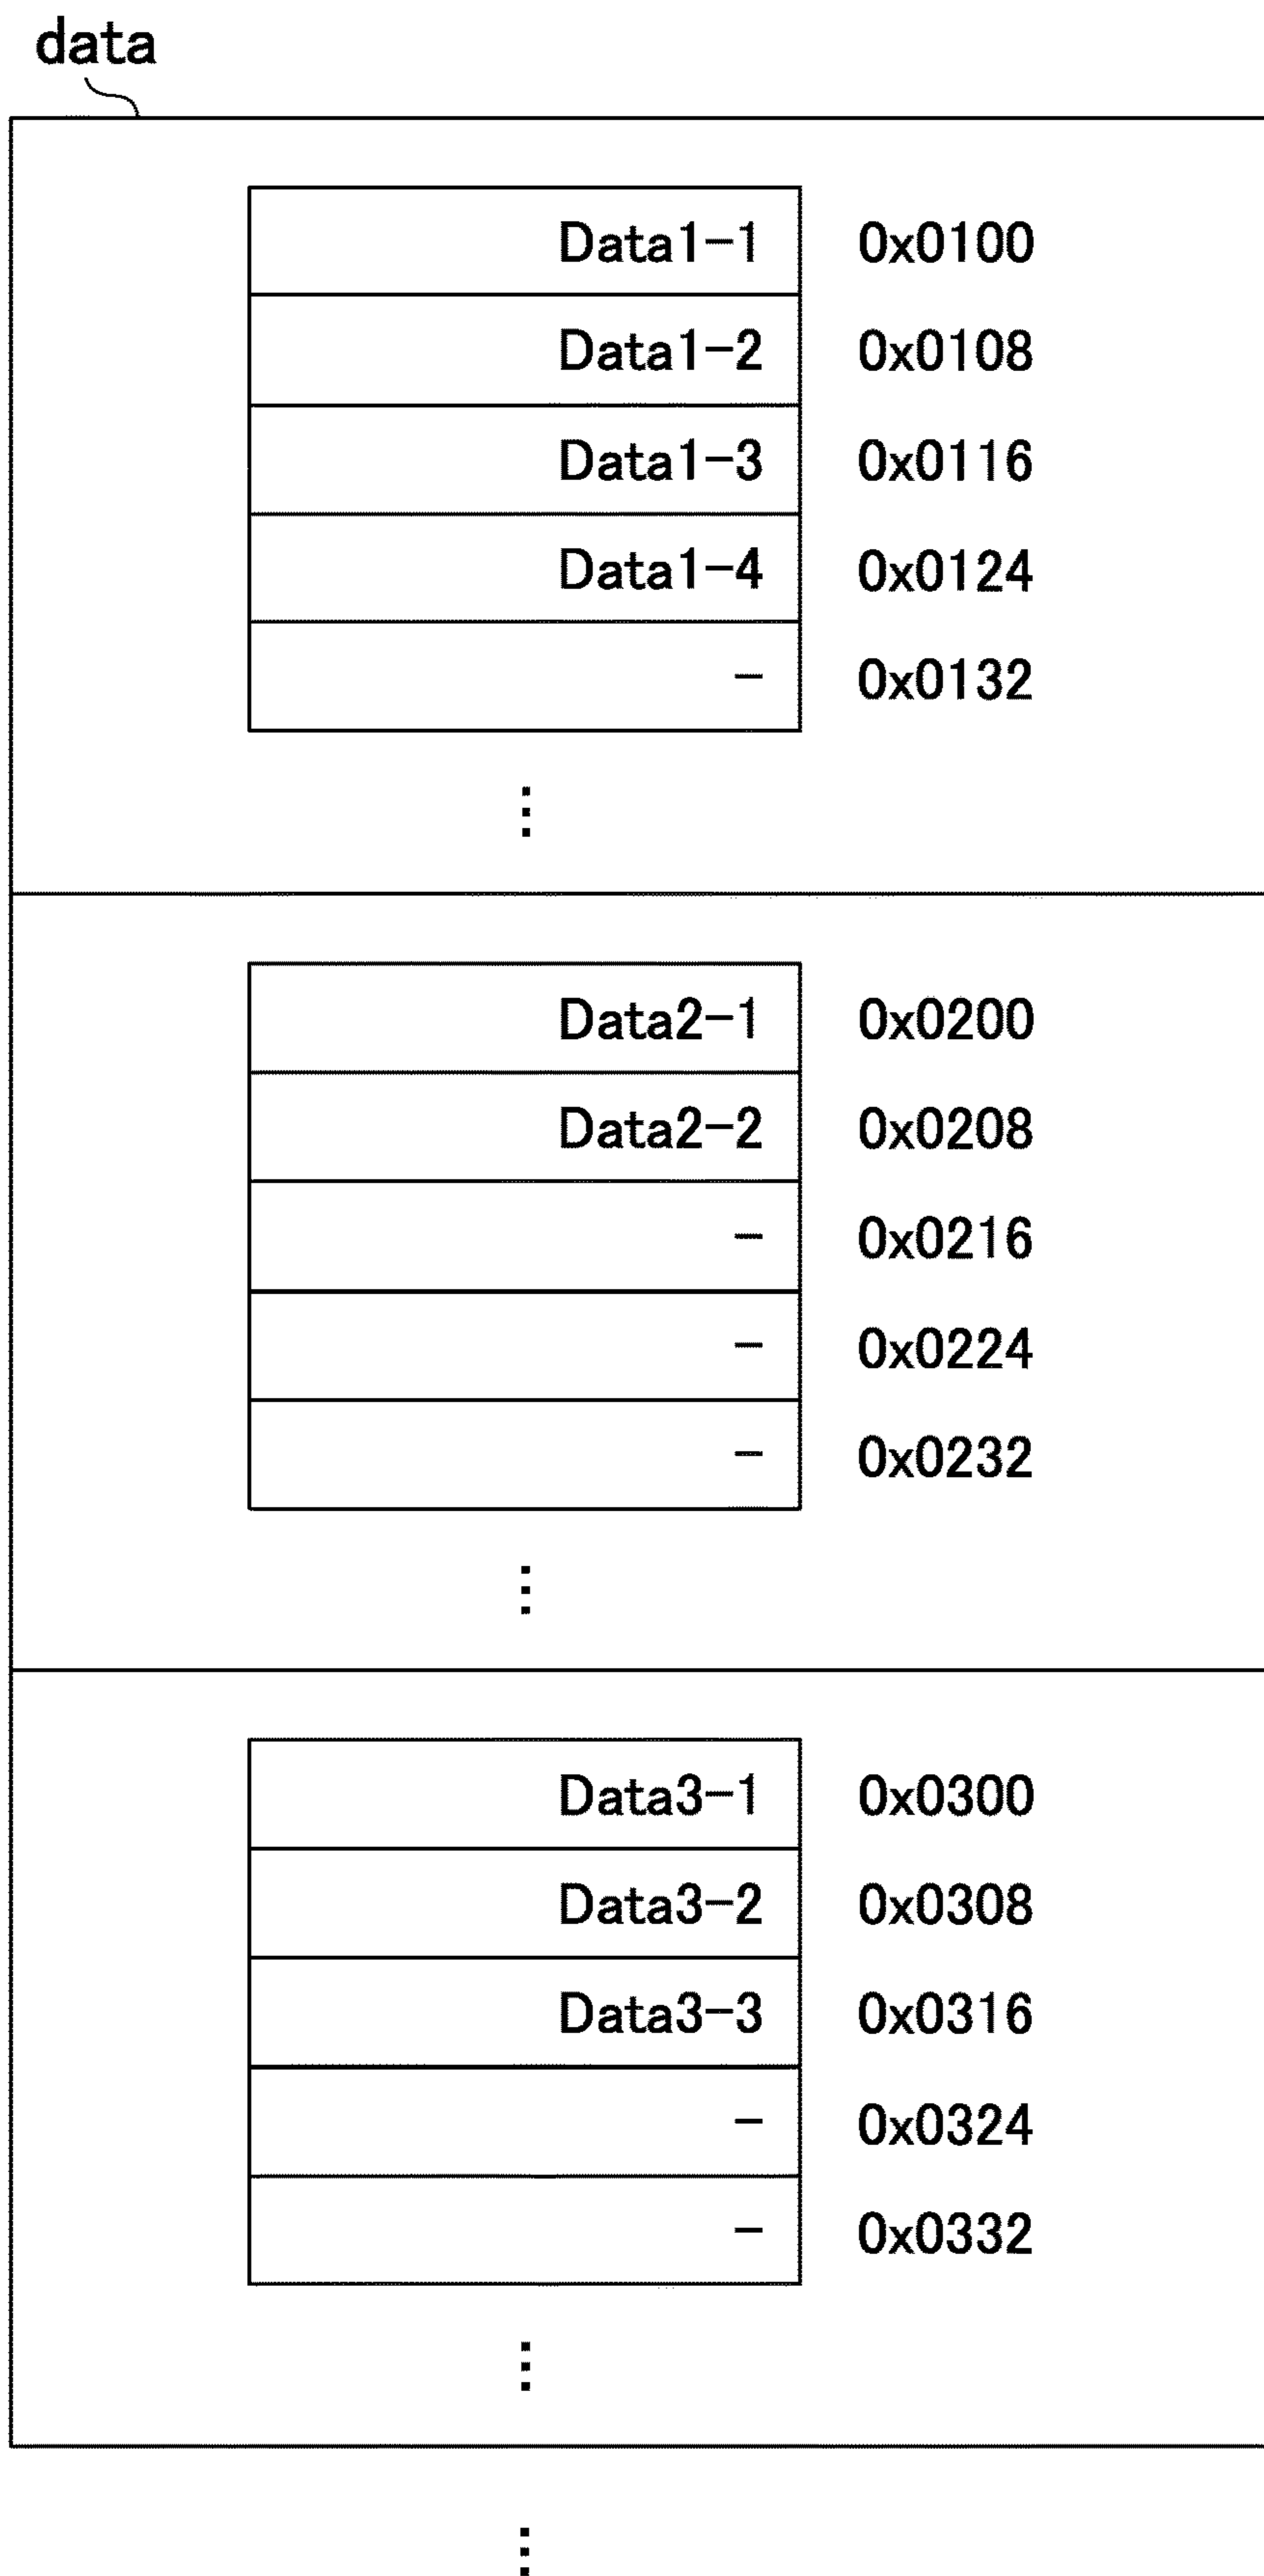 data
Data1-1 0x0100
Data1-2 0x0108
Data1-3 0x0116
Data1-4 0x0124
- 0x0132
⋮
Data2-1 0x0200
Data2-2 0x0208
- 0x0216
- 0x0224
- 0x0232
⋮
Data3-1 0x0300
Data3-2 0x0308
Data3-3 0x0316
- 0x0324
- 0x0332
⋮
⋮